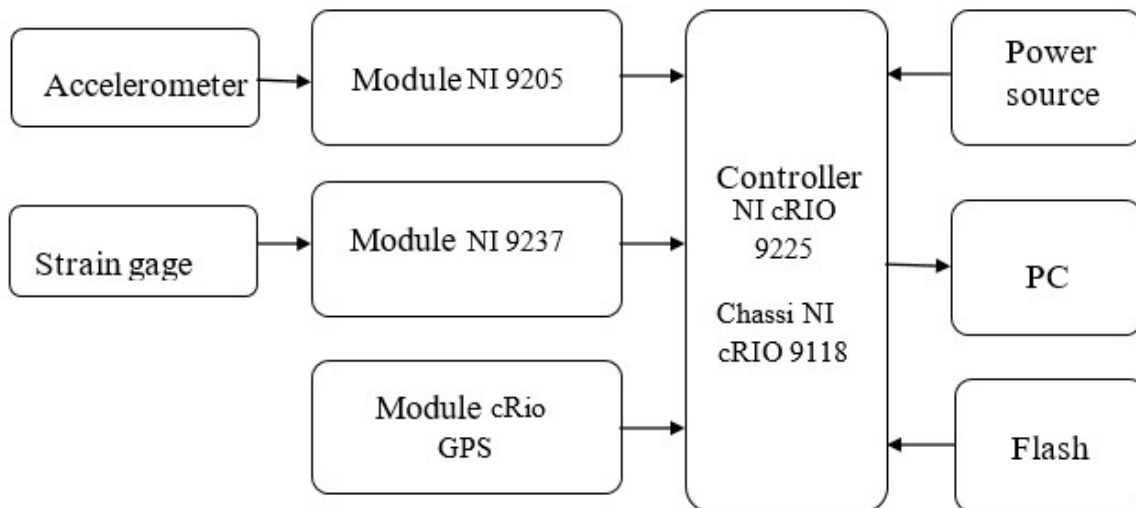 Accelerometer
Module NI 9205
Strain gage
Module NI 9237
Module cRio
GPS
Controller
NI cRIO
9225
Chassi NI
cRIO 9118
Power
source
PC
Flash